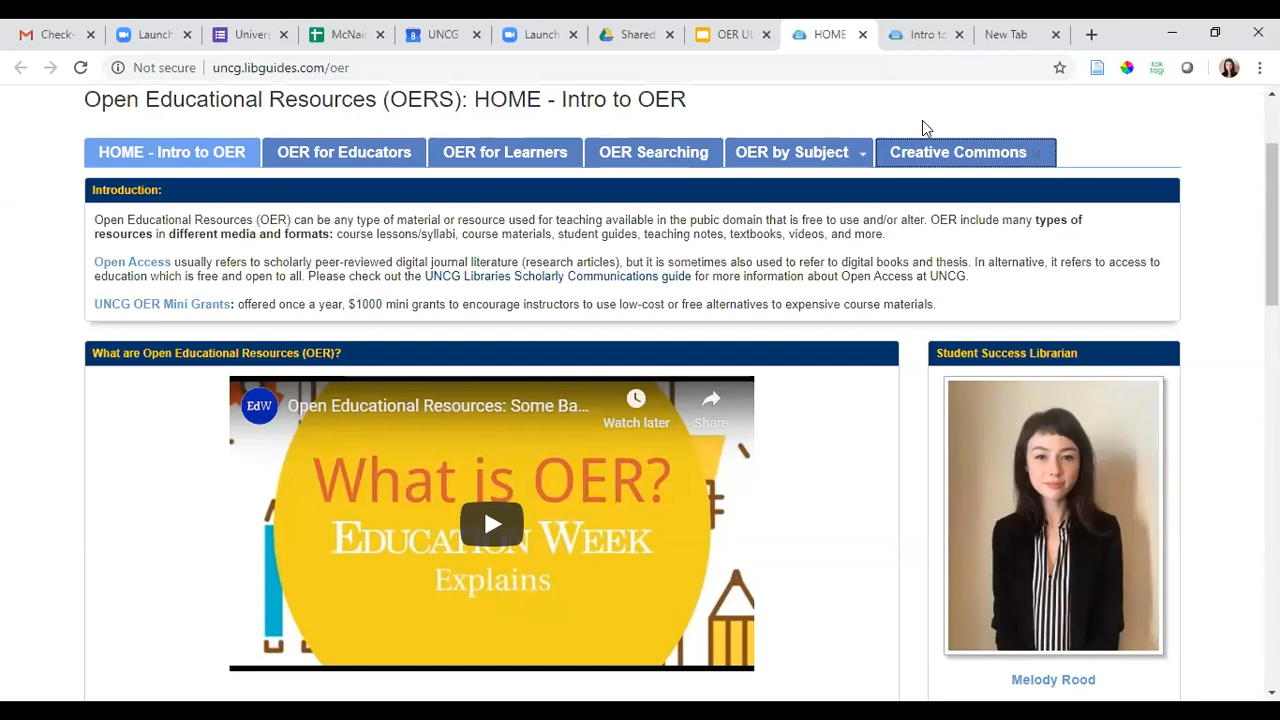 Check-
Launch
Univers
McNair
8
UNCG
Launch
Shared
OER UL
HOME
Intro to
New Tab
Not secure uncg.libguides.com/oer
tok
togi
Open Educational Resources (OERS): HOME - Intro to OER
HOME - Intro to OER OER for Educators OER for Learners OER Searching OER by Subject Creative Commons
Introduction:
Open Educational Resources (OER) can be any type of material or resource used for teaching available in the pubic domain that is free to use and/or alter. OER include many types of
resources in different media and formats: course lessons/syllabi, course materials, student guides, teaching notes, textbooks, videos, and more.
Open Access usually refers to scholarly peer-reviewed digital journal literature (research articles), but it is sometimes also used to refer to digital books and thesis. In alternative, it refers to access to
education which is free and open to all. Please check out the UNCG Libraries Scholarly Communications guide for more information about Open Access at UNCG.
UNCG OER Mini Grants: offered once a year, $1000 mini grants to encourage instructors to use low-cost or free alternatives to expensive course materials.
What are Open Educational Resources (OER)?
EdW Open Educational Resources: Some Ba...
Watch later
Share
What is OER?
EDUCATION WEEK
Explains
Student Success Librarian
Melody Rood